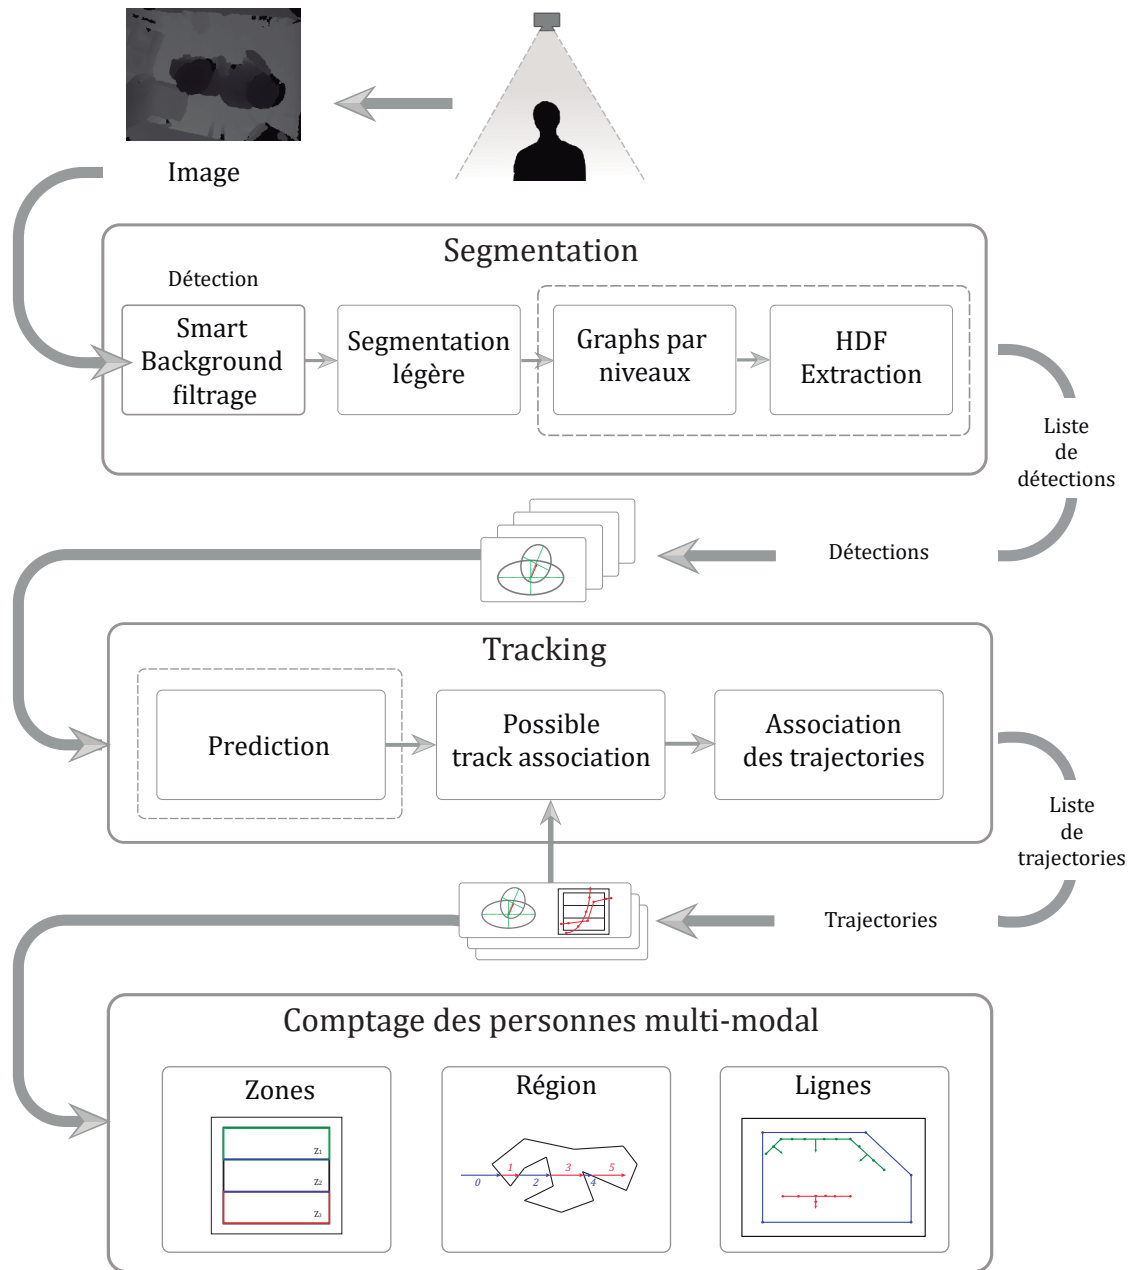 Image
Segmentation
Détection
Smart
Background
filtrage
Segmentation
légère
Graphs par
niveaux
HDF
Extraction
Liste
de
détections
Détections
Tracking
Prediction
Possible
track association
Association
des trajectories
Liste
de
trajectories
Trajectories
Comptage des personnes multi-modal
Zones
Z₁
Z₂
Z₃
Région
0 1 2 3 4 5
Lignes